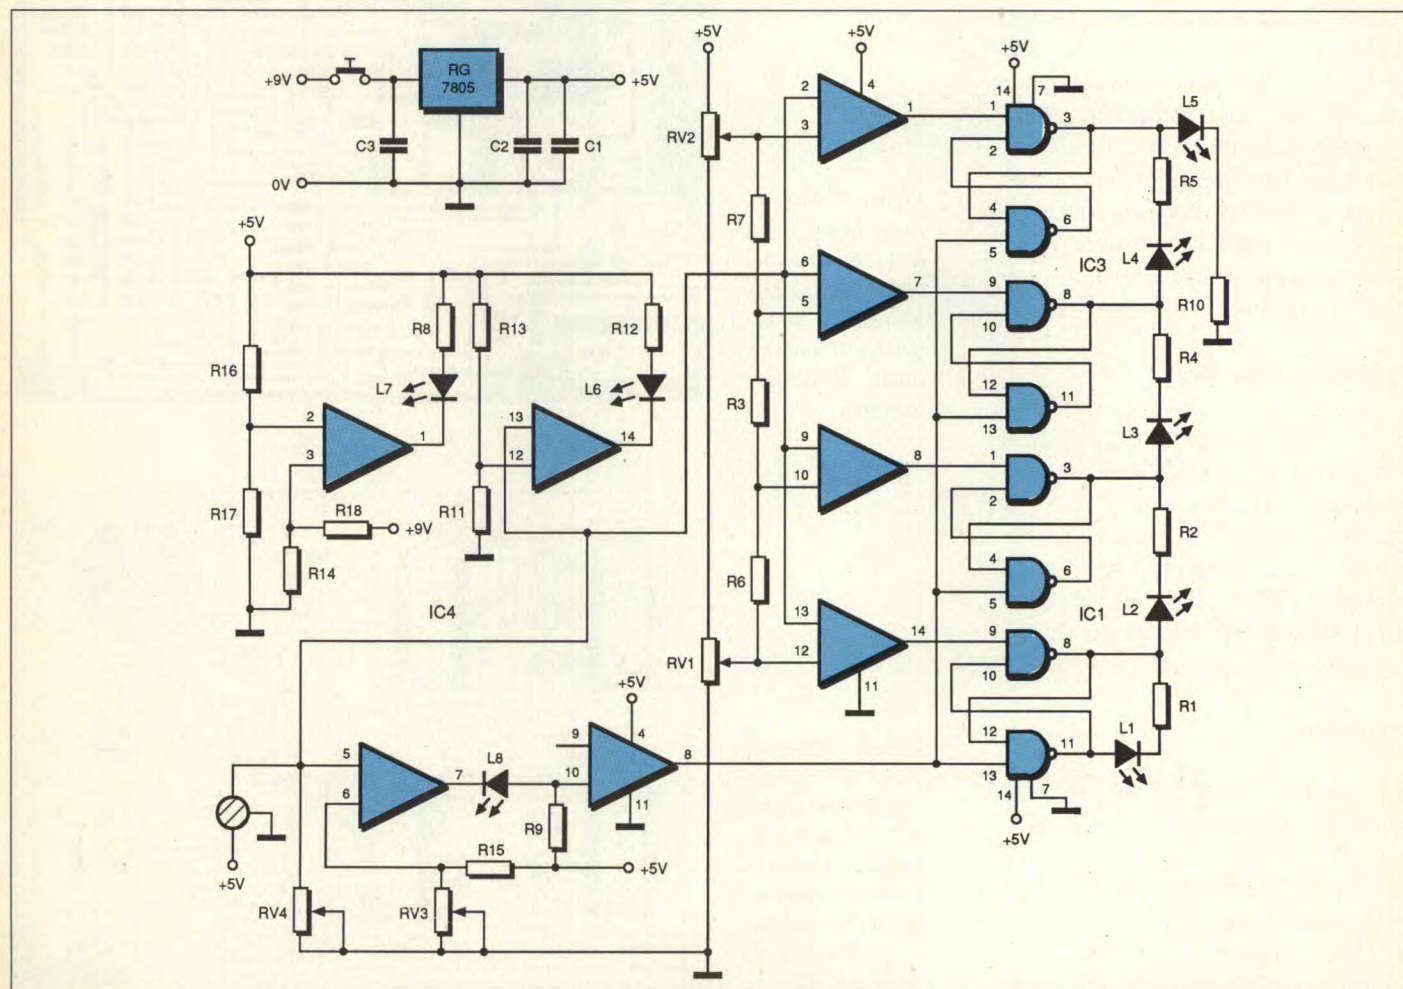 +5V
+5V
+5V
+9V
RG
7805
+5V
C3
C2
C1
0V
RV2
2
3
4
1
14
7
1
2
3
L5
R5
4
5
6
R7
IC3
L4
R10
+5V
6
5
7
9
10
8
R8
R13
R12
R16
L7
L6
R4
R3
12
13
11
L3
2
3
1
13
12
14
9
10
8
1
2
3
R17
R18
+9V
R11
R14
R2
R6
4
5
6
IC4
IC1
L2
13
12
14
11
9
10
8
RV1
R1
+5V
12
13
11
L1
14
7
+5V
5
6
7
L8
9
10
4
8
11
R9
R15
+5V
+5V
RV4
RV3